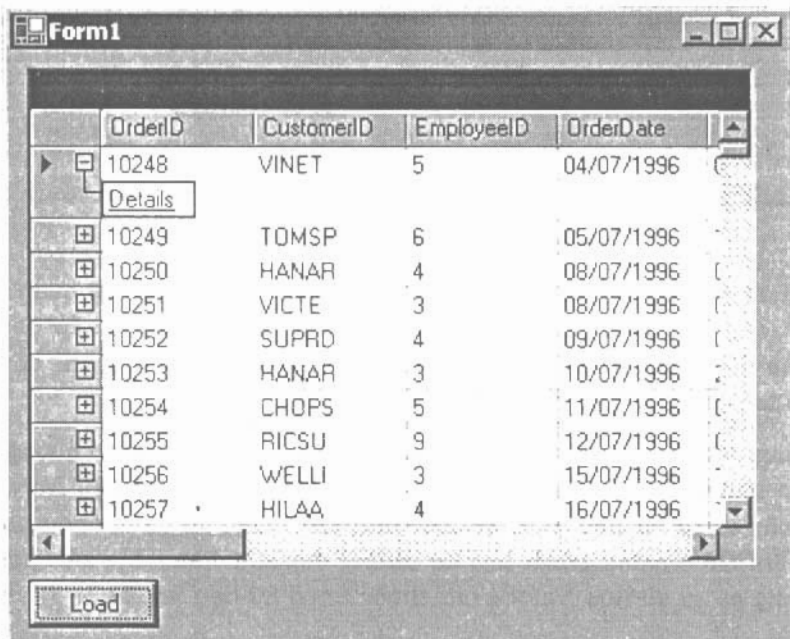 Form1
OrderID CustomerID EmployeeID OrderDate
10248 VINET 5 04/07/1996
Details
10249 TOMSP 6 05/07/1996
10250 HANAR 4 08/07/1996
10251 VICTE 3 08/07/1996
10252 SUPRD 4 09/07/1996
10253 HANAR 3 10/07/1996
10254 CHOPS 5 11/07/1996
10255 RICSU 9 12/07/1996
10256 WELLI 3 15/07/1996
10257 HILAA 4 16/07/1996
Load